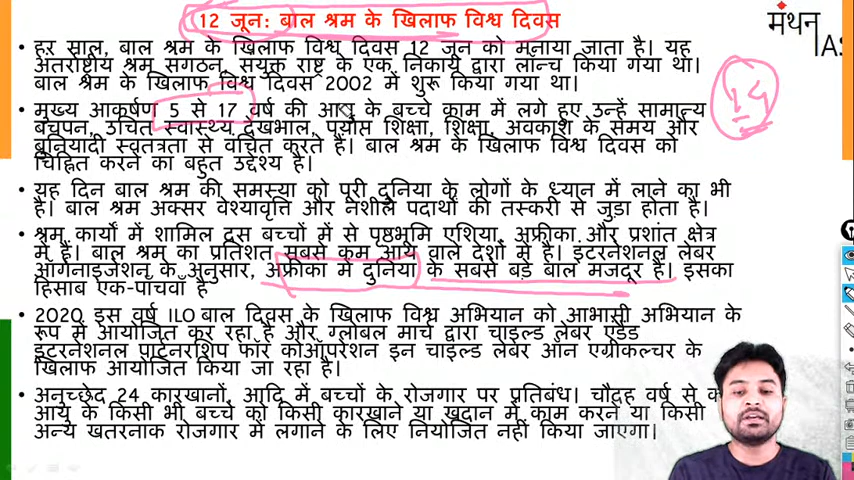 12 जून: बाल श्रम के खिलाफ विश्व दिवस
मंथन
IAS
• हर साल, बाल श्रम के खिलाफ विश्व दिवस 12 जून को मनाया जाता है। यह
अंतर्राष्ट्रीय श्रम संगठन, संयुक्त राष्ट्र के एक निकाय द्वारा लॉन्च किया गया था।
बाल श्रम के खिलाफ विश्व दिवस 2002 में शुरू किया गया था।
14
• मुख्य आकर्षण 5 से 17 वर्ष की आयु के बच्चे काम में लगे हुए उन्हें सामान्य
बचपन, उचित स्वास्थ्य देखभाल, पर्याप्त शिक्षा, शिक्षा, अवकाश के समय और
बुनियादी स्वतंत्रता से वंचित करते हैं। बाल श्रम के खिलाफ विश्व दिवस को
चिह्नित करने का बहुत उद्देश्य है।
• यह दिन बाल श्रम की समस्या को पूरी दुनिया के लोगों के ध्यान में लाने का भी
है। बाल श्रम अक्सर वेश्यावृत्ति और नशीले पदार्थों की तस्करी से जुड़ा होता है।
• श्रम कार्यों में शामिल दस बच्चों में से पृष्ठभूमि एशिया, अफ्रीका और प्रशांत क्षेत्र
में हैं। बाल श्रम का प्रतिशत सबसे कम आय वाले देशों में है। इंटरनेशनल लेबर
ऑर्गनाइजेशन के अनुसार, अफ्रीका में दुनिया के सबसे बड़े बाल मजदूर हैं। इसका
हिसाब एक-पांचवाँ है
• 2020 इस वर्ष ILO बाल दिवस के खिलाफ विश्व अभियान को आभासी अभियान के
रूप में आयोजित कर रहा है और ग्लोबल मार्च द्वारा चाइल्ड लेबर एंडैड
इंटरनेशनल पार्टनरशिप फॉर कोऑपरेशन इन चाइल्ड लेबर ऑन एग्रीकल्चर के
खिलाफ आयोजित किया जा रहा है।
• अनुच्छेद 24 कारखानों, आदि में बच्चों के रोजगार पर प्रतिबंध। चौदह वर्ष से
आयु के किसी भी बच्चे को किसी कारखाने या खदान में काम करने या किसी
अन्य खतरनाक रोजगार में लगाने के लिए नियोजित नहीं किया जाएगा।